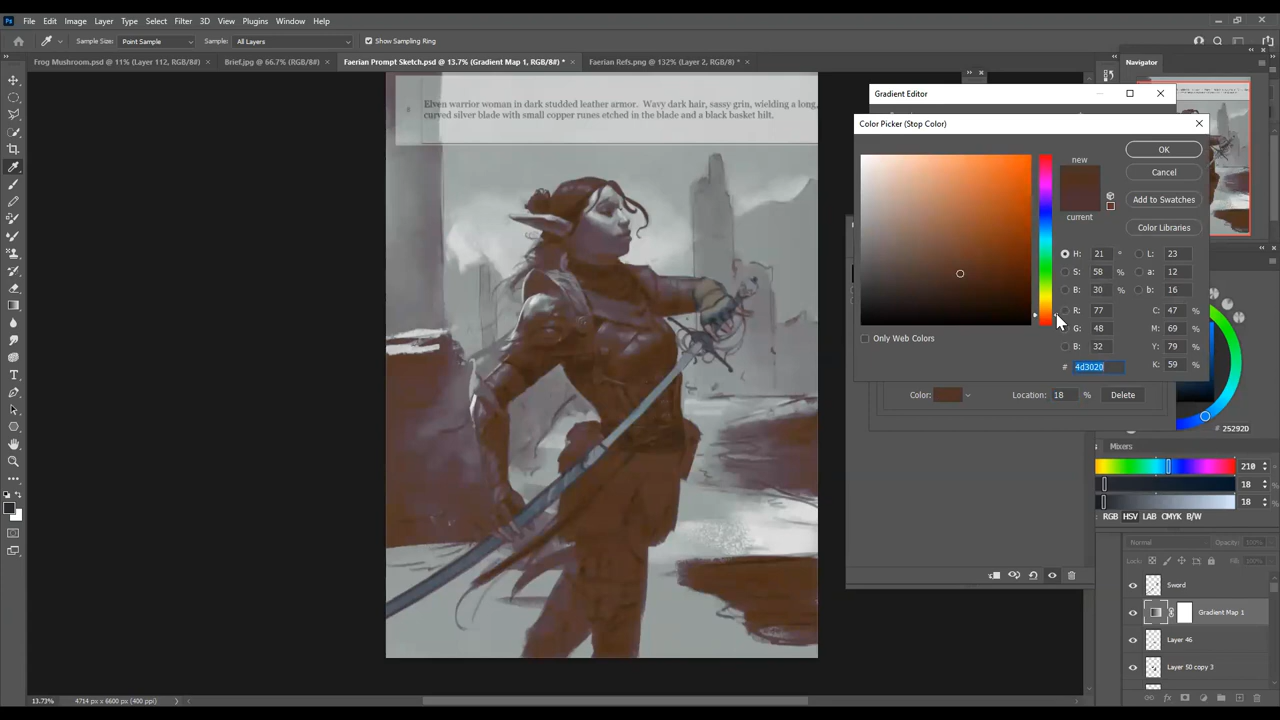 Ps File Edit Image Layer Type Select Filter 3D View Plugins Window Help
Sample Size: Point Sample Sample: All Layers Show Sampling Ring
Frog Mushroom.psd @ 11% (Layer 112, RGB/8#) × Brief.jpg @ 66.7% (RGB/8#) × Faerian Prompt Sketch.psd @ 13.7% (Gradient Map 1, RGB/8#) * × Faerian Refs.png @ 132% (Layer 2, RGB/8) * ×
Navigator
Elven warrior woman in dark studded leather armor. Wavy dark hair, sassy grin, wielding a long,
curved silver blade with small copper runes etched in the blade and a black basket hilt.
Gradient Editor
Color Picker (Stop Color)
new
current
OK
Cancel
Add to Swatches
Color Libraries
H: 21 ° L: 23
S: 58 % a: 12
B: 30 % b: 16
R: 77 C: 47 %
G: 48 M: 69 %
B: 32 Y: 79 %
# 4d3020 K: 59 %
Only Web Colors
Color: Location: 18 % Delete
# 25292D
Mixers
210
18
18
RGB HSV LAB CMYK B/W
Normal Opacity: 100%
Lock: Fill: 100%
Sword
Gradient Map 1
Layer 46
Layer 50 copy 3
13.73% 4714 px x 6600 px (400 ppi)